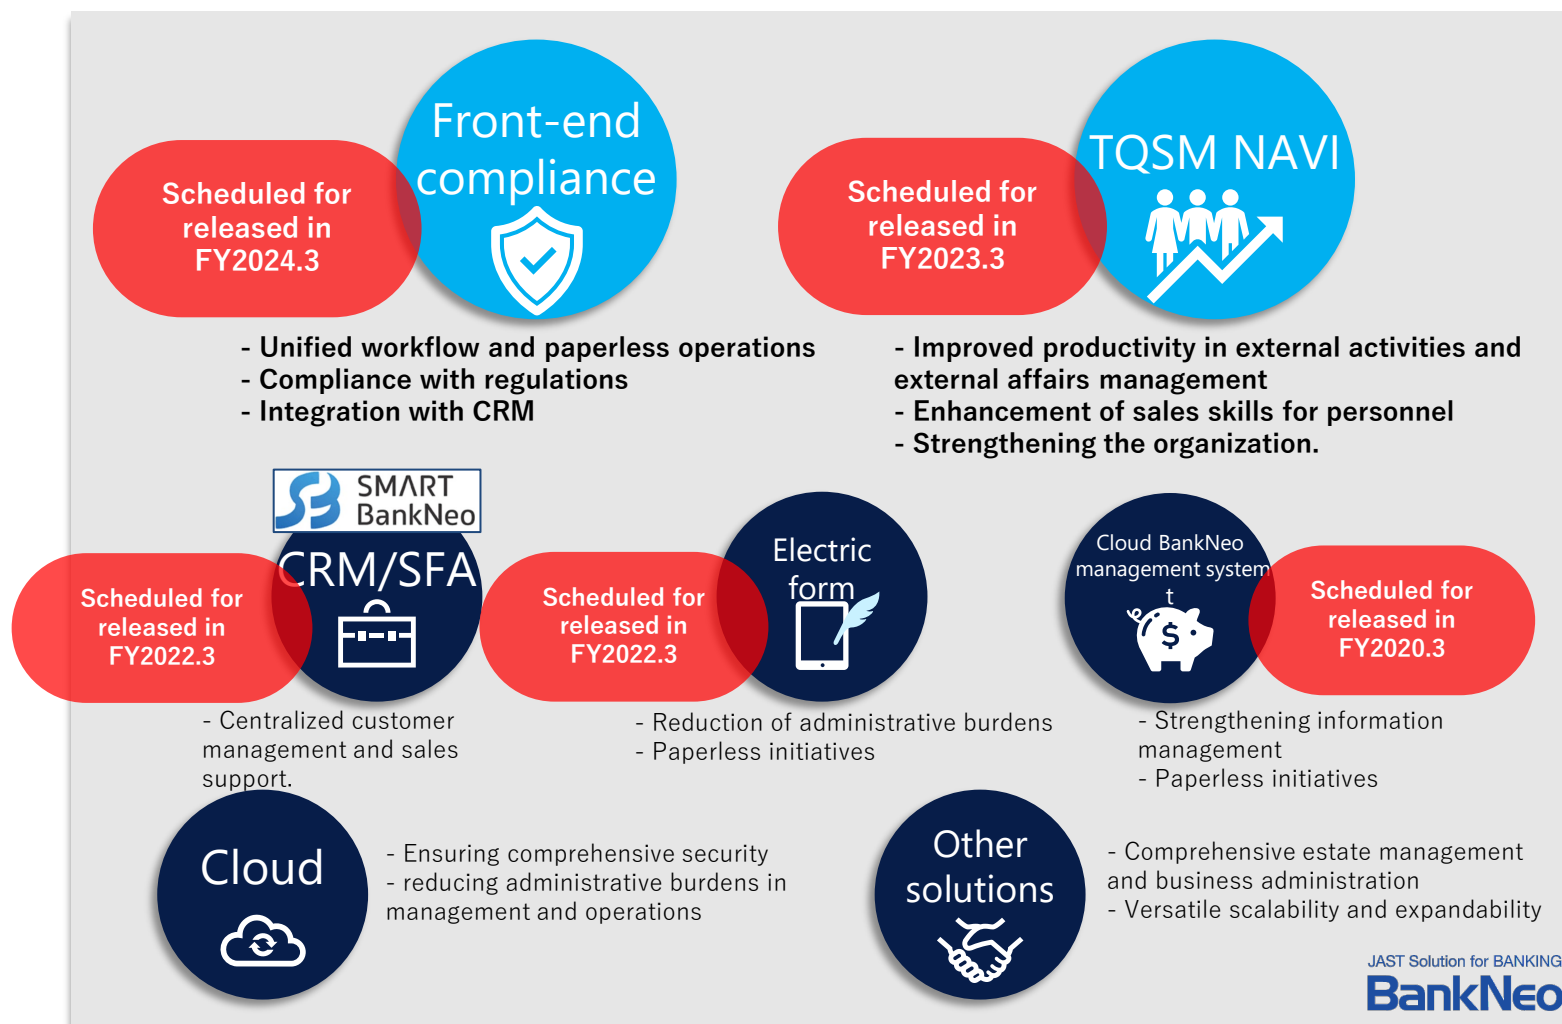 Front-end
compliance
Scheduled for
released in
FY2024.3
- Unified workflow and paperless operations
- Compliance with regulations
- Integration with CRM
TQSM NAVI
Scheduled for
released in
FY2023.3
- Improved productivity in external activities and
external affairs management
- Enhancement of sales skills for personnel
- Strengthening the organization.
SMART
BankNeo
CRM/SFA
Scheduled for
released in
FY2022.3
- Centralized customer
management and sales
support.
Electric
form
Scheduled for
released in
FY2022.3
- Reduction of administrative burdens
- Paperless initiatives
Cloud BankNeo
management system
t
$
Scheduled for
released in
FY2020.3
- Strengthening information
management
- Paperless initiatives
Cloud
- Ensuring comprehensive security
- reducing administrative burdens in
management and operations
Other
solutions
- Comprehensive estate management
and business administration
- Versatile scalability and expandability
JAST Solution for BANKING
BankNeo